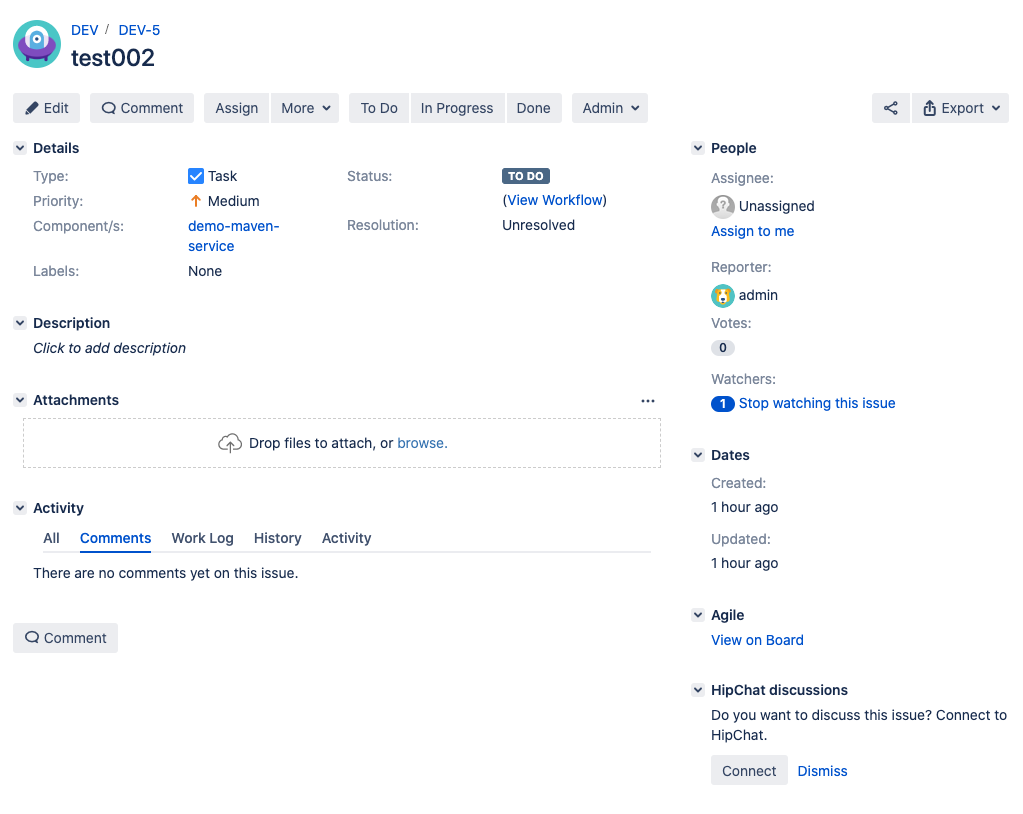 DEV / DEV-5
test002
Edit Comment Assign More To Do In Progress Done Admin Export
Details
Type: Task Status: TO DO
Priority: Medium (View Workflow)
Component/s: demo-maven- Resolution: Unresolved
service
Labels: None
Description
Click to add description
Attachments
Drop files to attach, or browse.
Activity
All Comments Work Log History Activity
There are no comments yet on this issue.
Comment
People
Assignee:
? Unassigned
Assign to me
Reporter:
admin
Votes:
0
Watchers:
1 Stop watching this issue
Dates
Created:
1 hour ago
Updated:
1 hour ago
Agile
View on Board
HipChat discussions
Do you want to discuss this issue? Connect to
HipChat.
Connect Dismiss